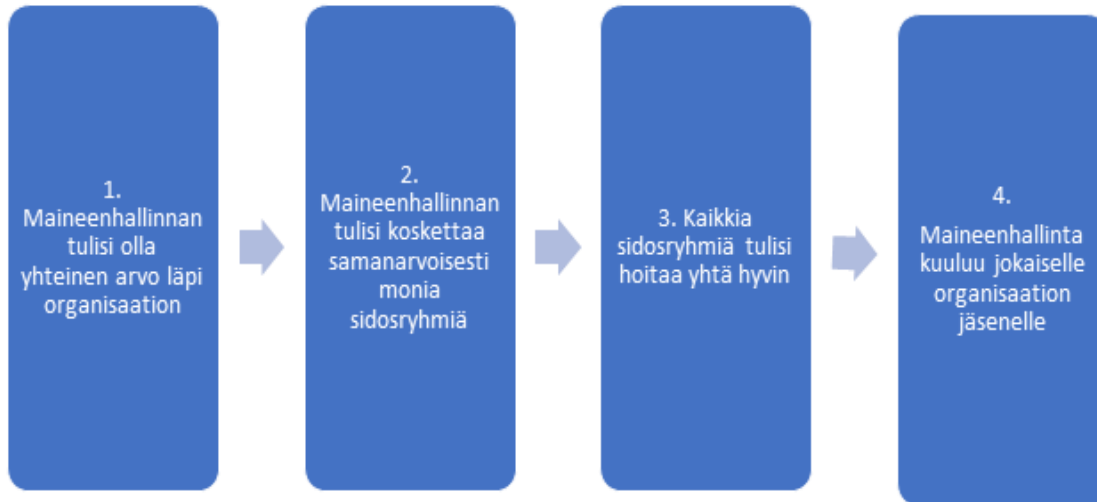 1.
Maineenhallinnan
tulisi olla
yhteinen arvo läpi
organisaation
2.
Maineenhallinnan
tulisi koskettaa
samanarvoisesti
monia
sidosryhmiä
3. Kaikkia
sidosryhmiä tulisi
hoitaa yhtä hyvin
4.
Maineenhallinta
kuuluu jokaiselle
organisaation
jäsenelle